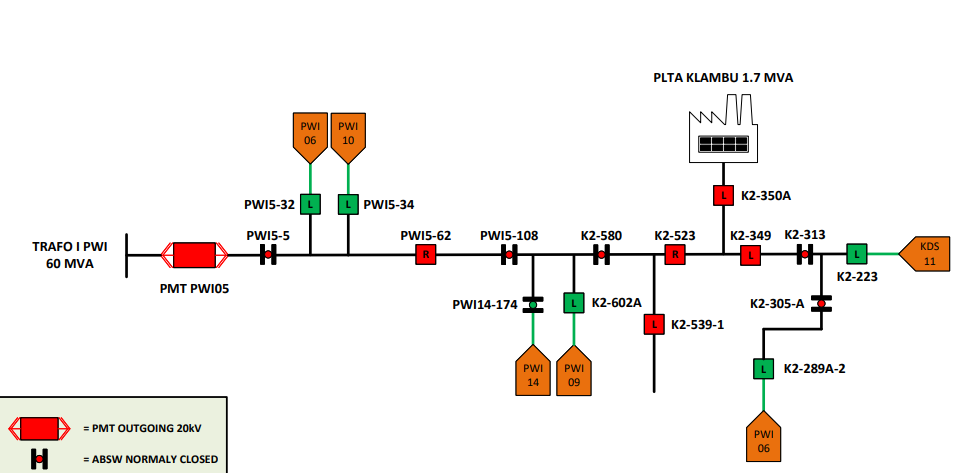 PLTA KLAMBU 1.7 MVA
PWI
06
PWI
10
L
K2-350A
PWI5-32
L
L
PWI5-34
TRAFO I PWI
60 MVA
PMT PWI05
PWI5-5
PWI5-62
R
PWI5-108
K2-580
K2-523
R
K2-349
L
K2-313
L
K2-223
KDS
11
PWI14-174
L
K2-602A
L
K2-539-1
K2-305-A
PWI
14
PWI
09
L
K2-289A-2
PWI
06
= PMT OUTGOING 20kV
= ABSW NORMALY CLOSED